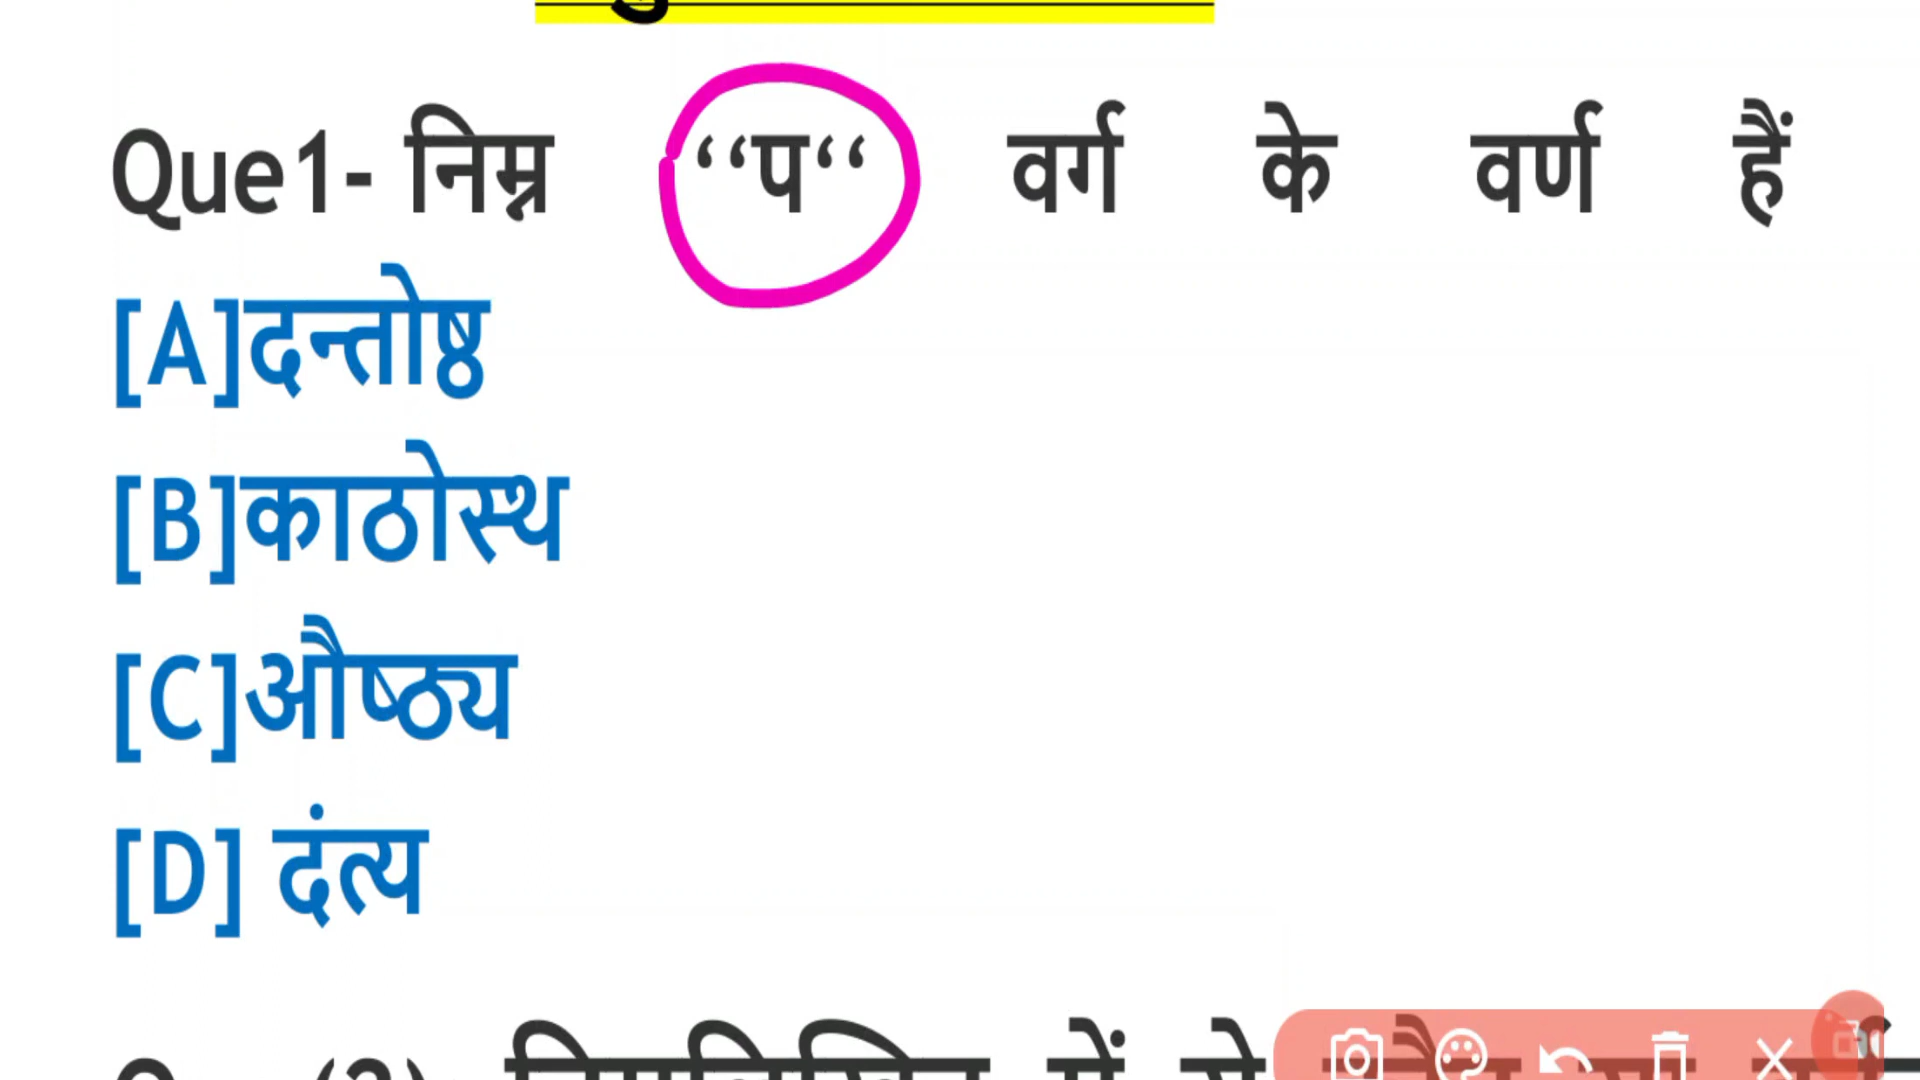 Que1- निम्न ‘‘प‘‘ वर्ग के वर्ण हैं
[A]दन्तोष्ठ
[B]काठोस्थ
[C]औष्ठ्य
[D] दंत्य